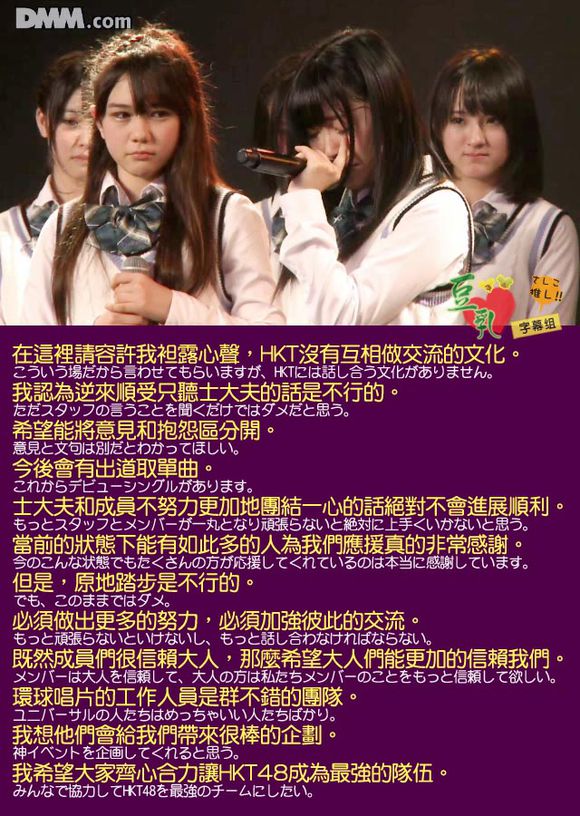 DMM.com
豆乳
さしこ
推し!!
字幕組
在這裡請容許我袒露心聲，HKT沒有互相做交流的文化。
こういう場だから言わせてもらいますが、HKTには話し合う文化がありません。
我認為逆來順受只聽士大夫的話是不行的。
ただスタッフの言うことを聞くだけではダメだと思う。
希望能將意見和抱怨區分開。
意見と文句は別だとわかってほしい。
今後會有出道取單曲。
これからデビューシングルがあります。
士大夫和成員不努力更加地團結一心的話絕對不會進展順利。
もっとスタッフとメンバーが一丸となり頑張らないと絶対に上手くいかないと思う。
當前的狀態下能有如此多的人為我們應援真的非常感謝。
今のこんな状態でもたくさんの方が応援してくれているのは本当に感謝しています。
但是，原地踏步是不行的。
でも、このままではダメ。
必須做出更多的努力，必須加強彼此的交流。
もっと頑張らないといけないし、もっと話し合わなければならない。
既然成員們很信賴大人，那麼希望大人們能更加的信賴我們。
メンバーは大人を信頼して、大人の方は私たちメンバーのことをもっと信頼して欲しい。
環球唱片的工作人員是群不錯的團隊。
ユニバーサルの人たちはめっちゃいい人たちばかり。
我想他們會給我們帶來很棒的企劃。
神イベントを企画してくれると思う。
我希望大家齊心合力讓HKT48成為最強的隊伍。
みんなで協力してHKT48を最強のチームにしたい。